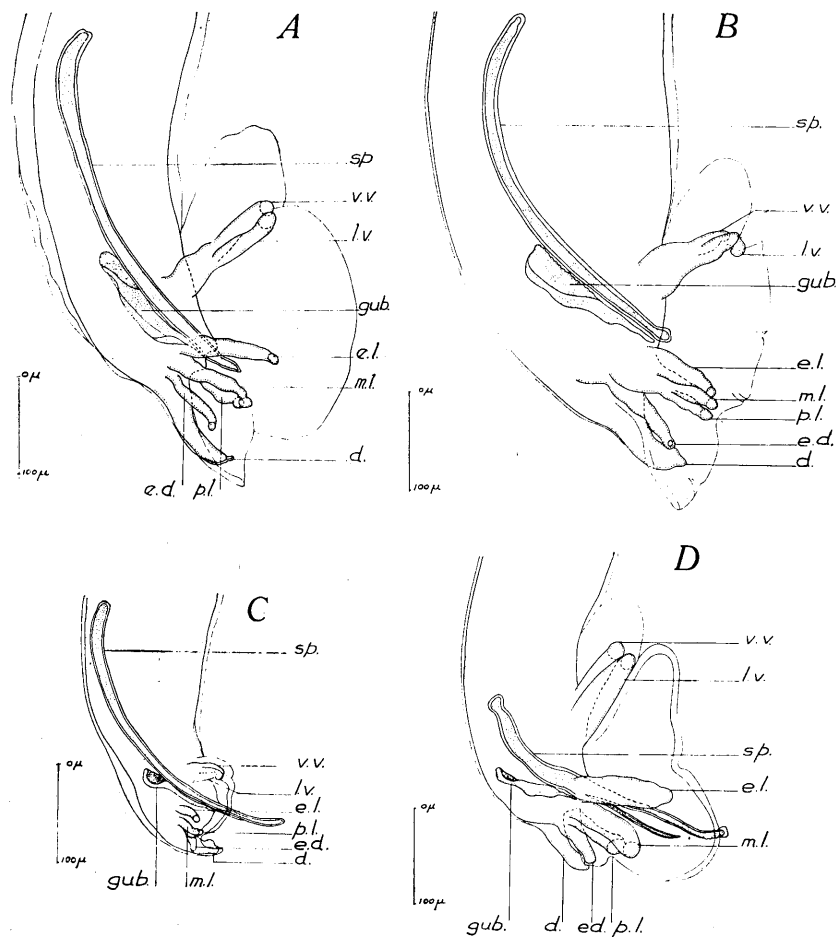 A
sp
v.v.
l.v.
gub.
e.l.
m.l.
d.
e.d. p.l.
0μ
100μ
B
sp.
v.v.
l.v.
gub.
e.l.
m.l.
p.l.
e.d.
d.
0μ
100μ
C
sp.
v.v.
l.v.
e.l.
p.l.
e.d.
d.
gub. m.l.
0μ
100μ
D
v.v.
l.v.
sp.
e.l.
m.l.
gub. d. ed. p.l.
0μ
100μ